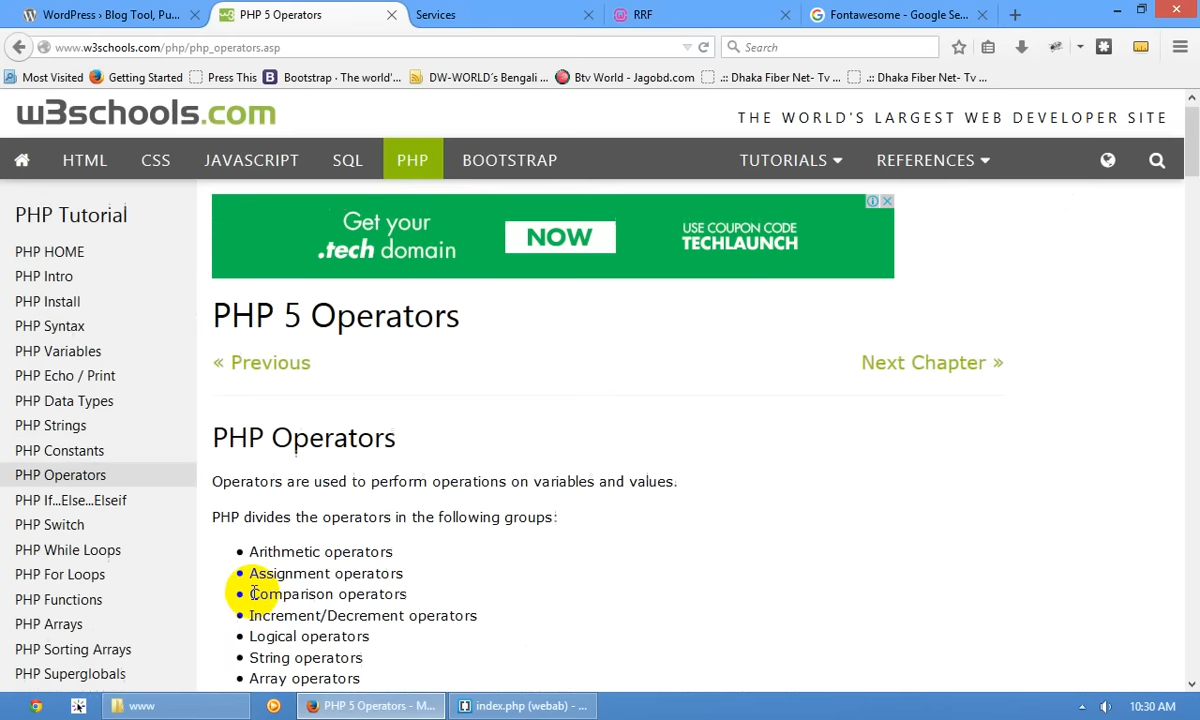 WordPress › Blog Tool, Pu...
PHP 5 Operators
Services
RRF
Fontawesome - Google Se...
www.w3schools.com/php/php_operators.asp
Search
Most Visited
Getting Started
Press This
Bootstrap · The world'...
DW-WORLD´s Bengali ...
Btv World - Jagobd.com
.:: Dhaka Fiber Net- Tv ...
.:: Dhaka Fiber Net- Tv ...
w3schools.com
THE WORLD'S LARGEST WEB DEVELOPER SITE
HTML
CSS
JAVASCRIPT
SQL
PHP
BOOTSTRAP
TUTORIALS
REFERENCES
PHP Tutorial
PHP HOME
PHP Intro
PHP Install
PHP Syntax
PHP Variables
PHP Echo / Print
PHP Data Types
PHP Strings
PHP Constants
PHP Operators
PHP If...Else...Elseif
PHP Switch
PHP While Loops
PHP For Loops
PHP Functions
PHP Arrays
PHP Sorting Arrays
PHP Superglobals
Get your
.tech domain
NOW
USE COUPON CODE
TECHLAUNCH
PHP 5 Operators
« Previous
Next Chapter »
PHP Operators
Operators are used to perform operations on variables and values.
PHP divides the operators in the following groups:
Arithmetic operators
Assignment operators
Comparison operators
Increment/Decrement operators
Logical operators
String operators
Array operators
www
PHP 5 Operators - M...
index.php (webab) - ...
10:30 AM